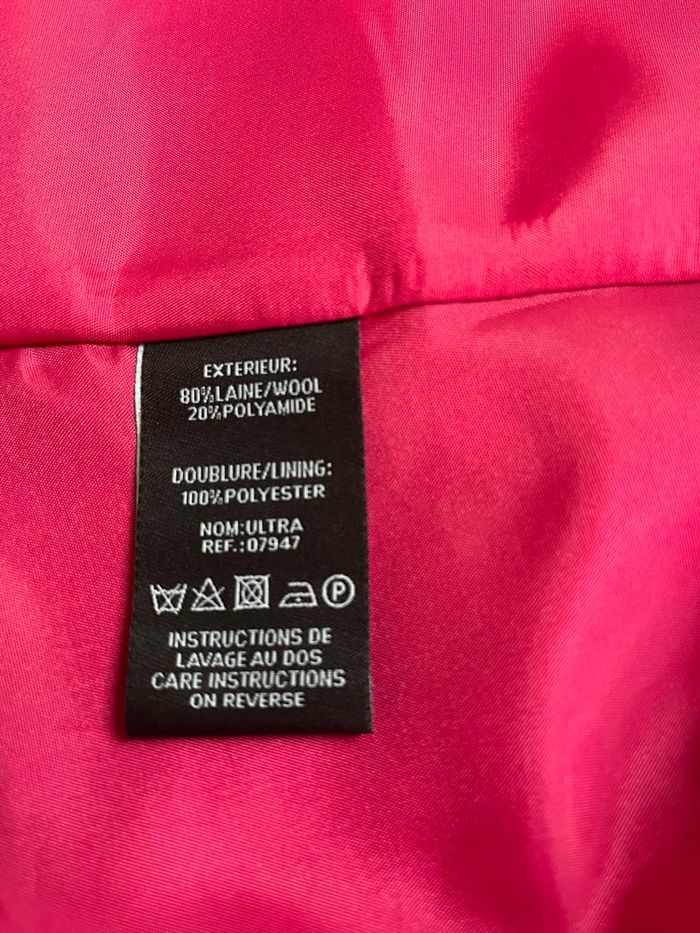 EXTERIEUR:
80%LAINE/WOOL
20%POLYAMIDE
DOUBLURE/LINING:
100%POLYESTER
NOM:ULTRA
REF.:07947
P
INSTRUCTIONS DE
LAVAGE AU DOS
CARE INSTRUCTIONS
ON REVERSE